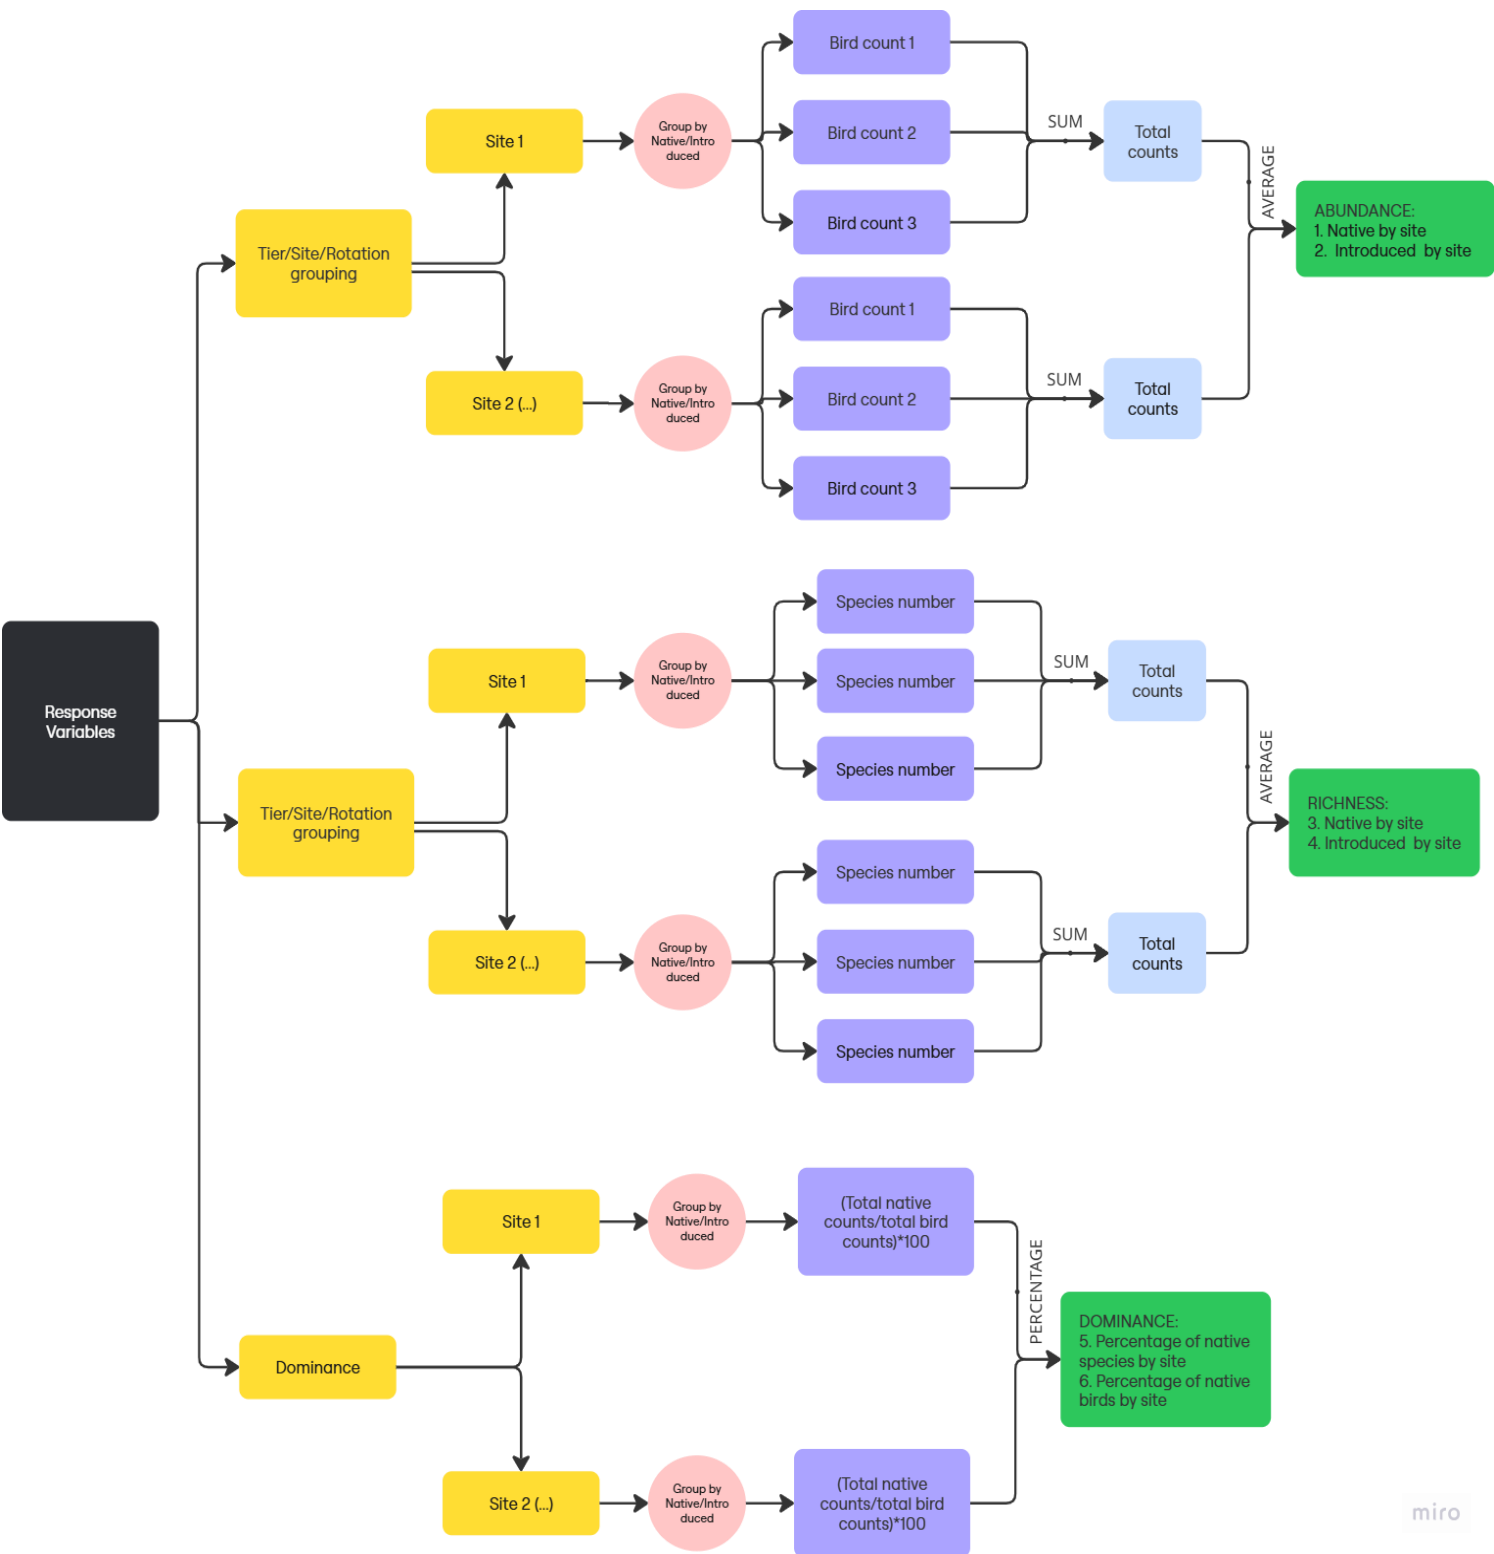 Bird count 1
Bird count 2
Bird count 3
Site 1
Group by
Native/Intro
duced
SUM
Total
counts
AVERAGE
ABUNDANCE:
1. Native by site
2. Introduced by site
Tier/Site/Rotation
grouping
Bird count 1
Bird count 2
Bird count 3
Site 2 (...)
Group by
Native/Intro
duced
SUM
Total
counts
Response
Variables
Species number
Species number
Species number
Site 1
Group by
Native/Intro
duced
SUM
Total
counts
AVERAGE
RICHNESS:
3. Native by site
4. Introduced by site
Tier/Site/Rotation
grouping
Species number
Species number
Species number
Site 2 (...)
Group by
Native/Intro
duced
SUM
Total
counts
Site 1
Group by
Native/Intro
duced
(Total native
counts/total bird
counts)*100
PERCENTAGE
DOMINANCE:
5. Percentage of native
species by site
6. Percentage of native
birds by site
Dominance
Site 2 (...)
Group by
Native/Intro
duced
(Total native
counts/total bird
counts)*100
miro